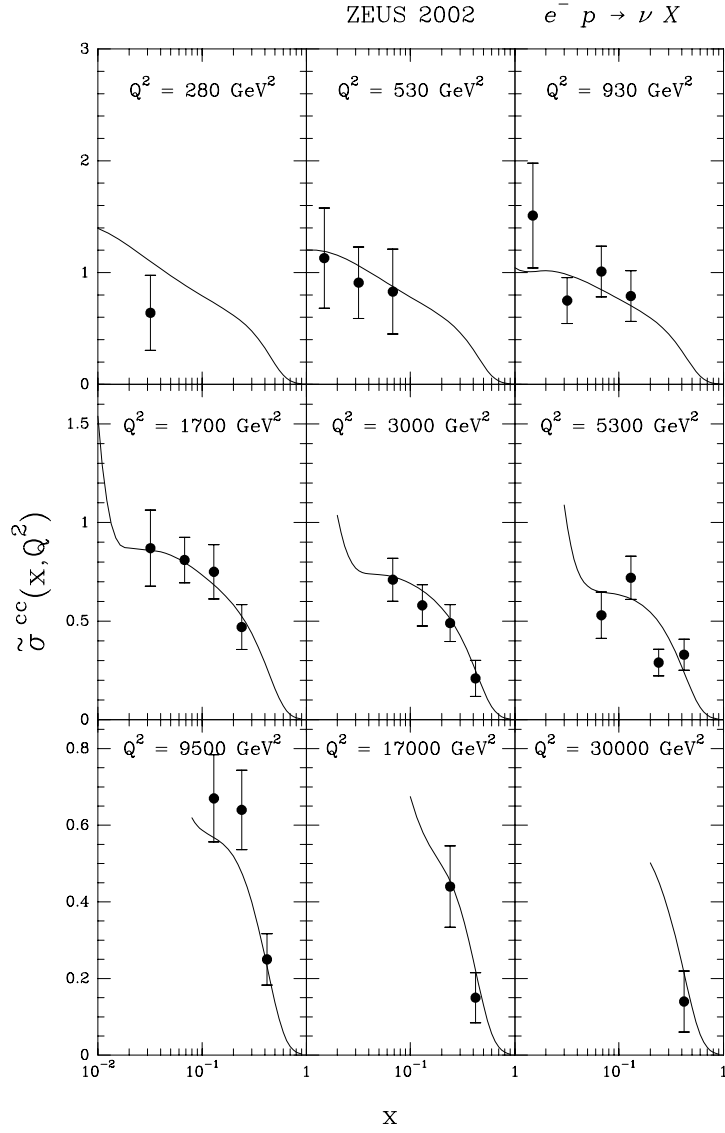 ZEUS 2002 e⁻ p → ν X
3
Q² = 280 GeV² Q² = 530 GeV² Q² = 930 GeV²
2
1
0
1.5
Q² = 1700 GeV² Q² = 3000 GeV² Q² = 5300 GeV²
1
0.5
0
σ̃ ᶜᶜ(x,Q²)
0.8
Q² = 9500 GeV² Q² = 17000 GeV² Q² = 30000 GeV²
0.6
0.4
0.2
0
10⁻² 10⁻¹ 1 10⁻¹ 1 10⁻¹ 1
x